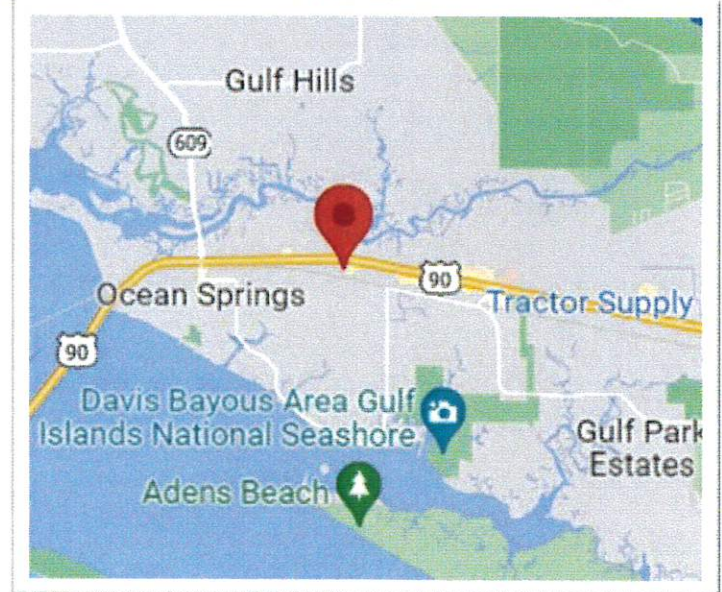 Gulf Hills
609
90
Ocean Springs
Tractor Supply
90
Davis Bayous Area Gulf
Islands National Seashore
Gulf Park
Estates
Adens Beach